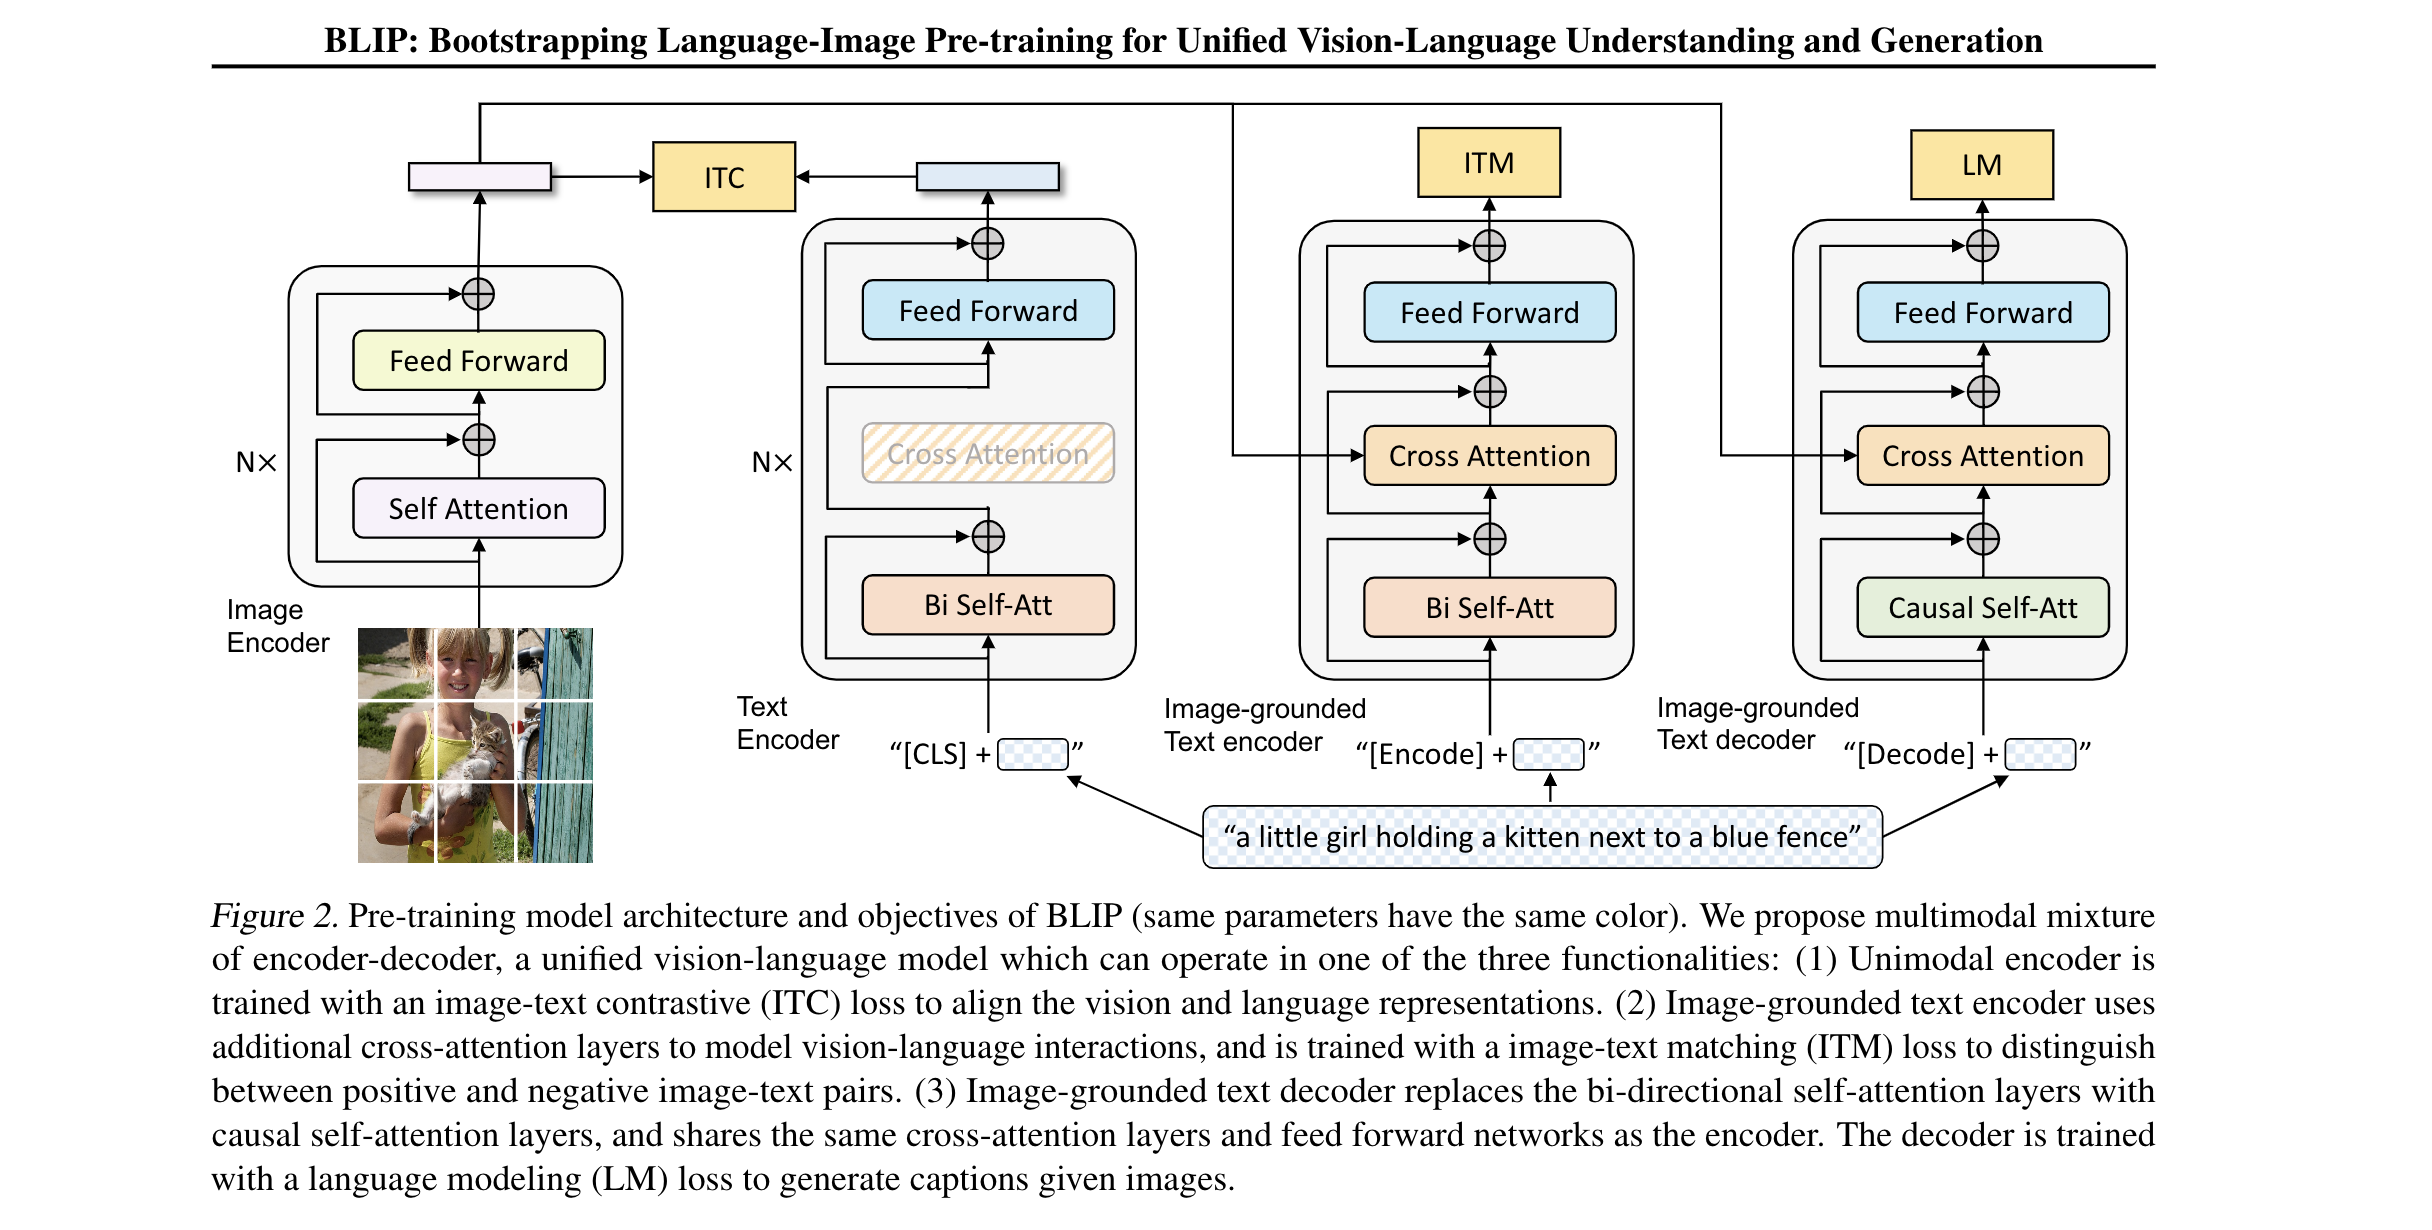 BLIP: Bootstrapping Language-Image Pre-training for Unified Vision-Language Understanding and Generation
ITC
ITM
LM
Feed Forward
Self Attention
N×
Image
Encoder
Feed Forward
Cross Attention
Bi Self-Att
N×
Text
Encoder
“[CLS] + ”
Feed Forward
Cross Attention
Bi Self-Att
Image-grounded
Text encoder
“[Encode] + ”
Feed Forward
Cross Attention
Causal Self-Att
Image-grounded
Text decoder
“[Decode] + ”
“a little girl holding a kitten next to a blue fence”
Figure 2. Pre-training model architecture and objectives of BLIP (same parameters have the same color). We propose multimodal mixture
of encoder-decoder, a unified vision-language model which can operate in one of the three functionalities: (1) Unimodal encoder is
trained with an image-text contrastive (ITC) loss to align the vision and language representations. (2) Image-grounded text encoder uses
additional cross-attention layers to model vision-language interactions, and is trained with a image-text matching (ITM) loss to distinguish
between positive and negative image-text pairs. (3) Image-grounded text decoder replaces the bi-directional self-attention layers with
causal self-attention layers, and shares the same cross-attention layers and feed forward networks as the encoder. The decoder is trained
with a language modeling (LM) loss to generate captions given images.